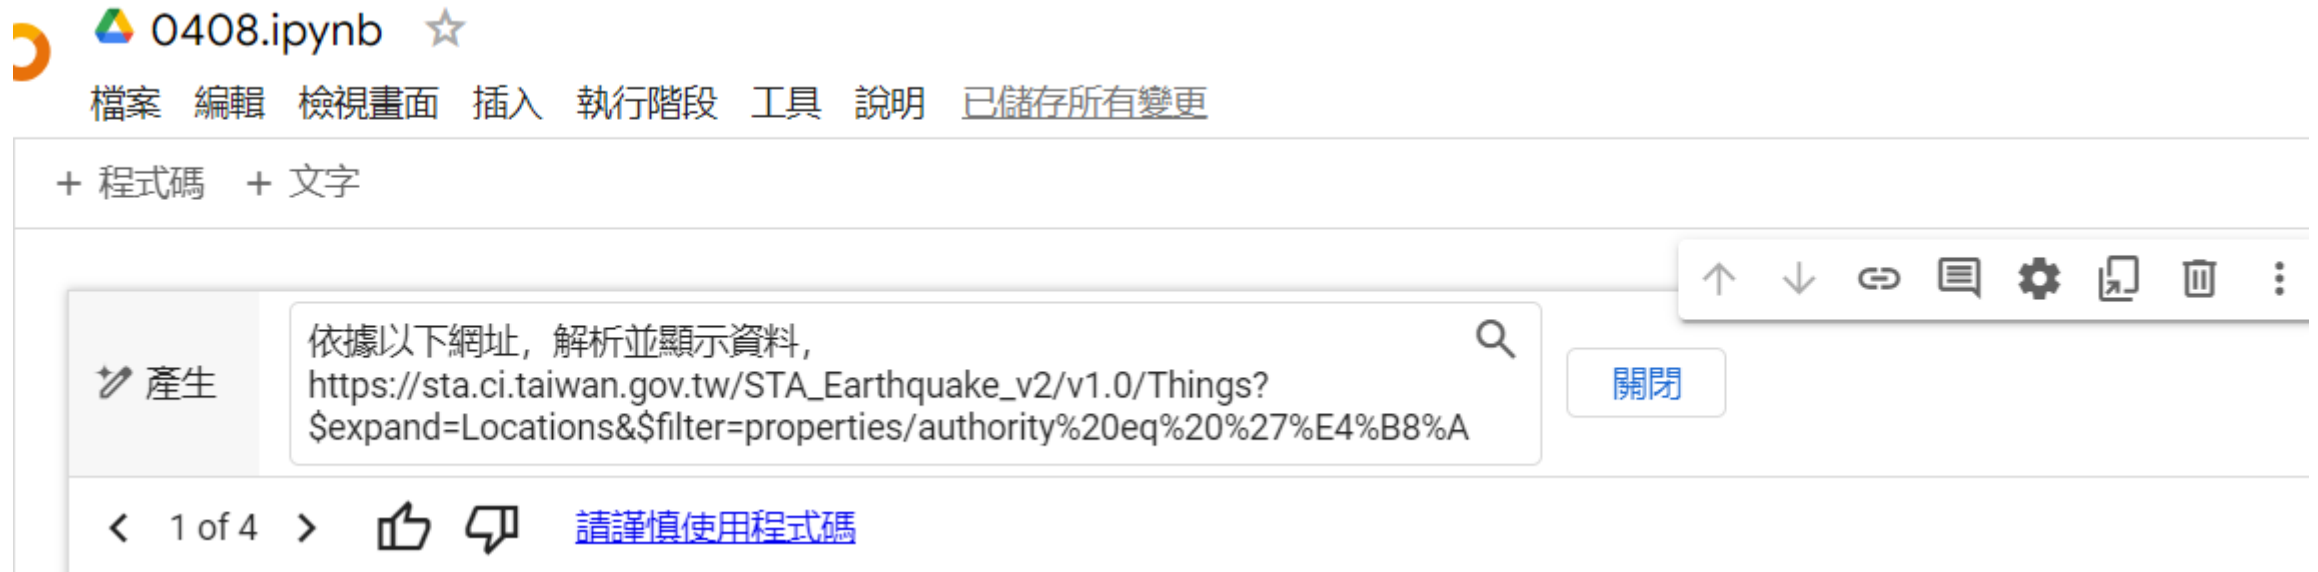 0408.ipynb
檔案 編輯 檢視畫面 插入 執行階段 工具 說明 已儲存所有變更
+ 程式碼 + 文字
依據以下網址，解析並顯示資料，
https://sta.ci.taiwan.gov.tw/STA_Earthquake_v2/v1.0/Things?
$expand=Locations&$filter=properties/authority%20eq%20%27%E4%B8%A
產生
關閉
1 of 4
請謹慎使用程式碼